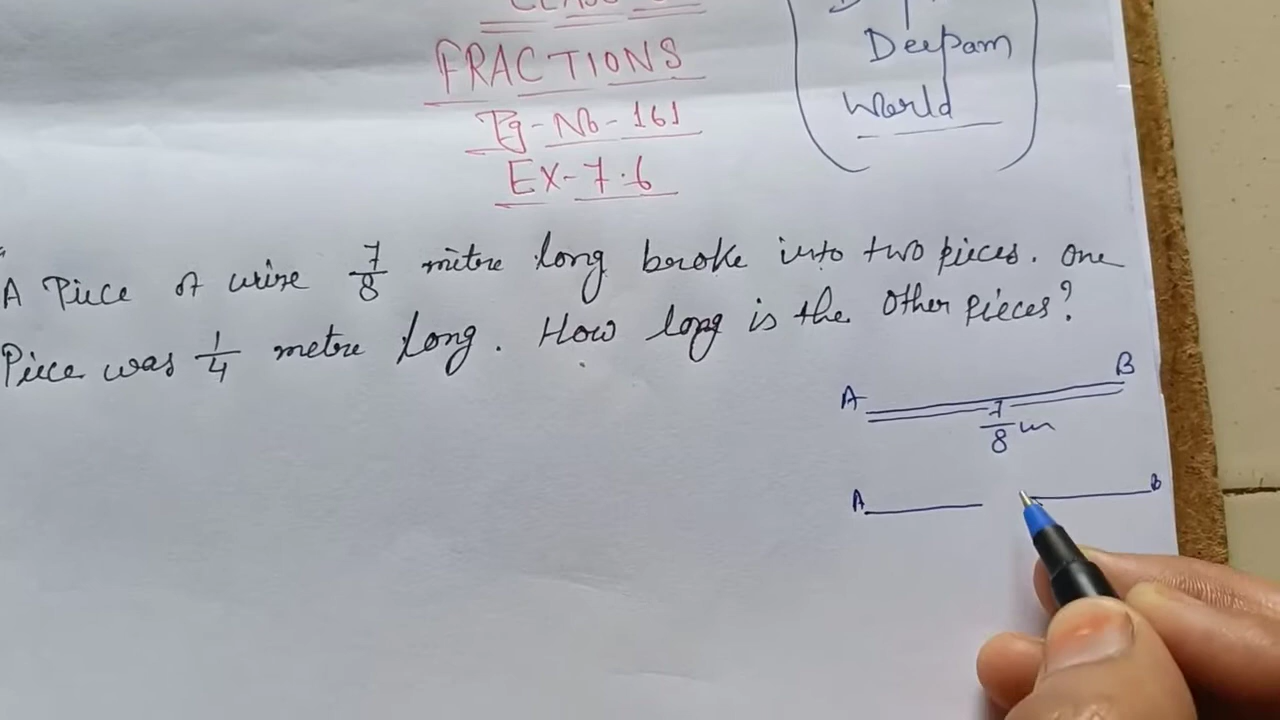 FRACTIONS
Pg-No-161
EX-7.6
Deepam
World
A Piece of wire 7/8 metre long broke into two pieces. One
Piece was 1/4 metre long. How long is the Other pieces?
A B
7/8 m
A B